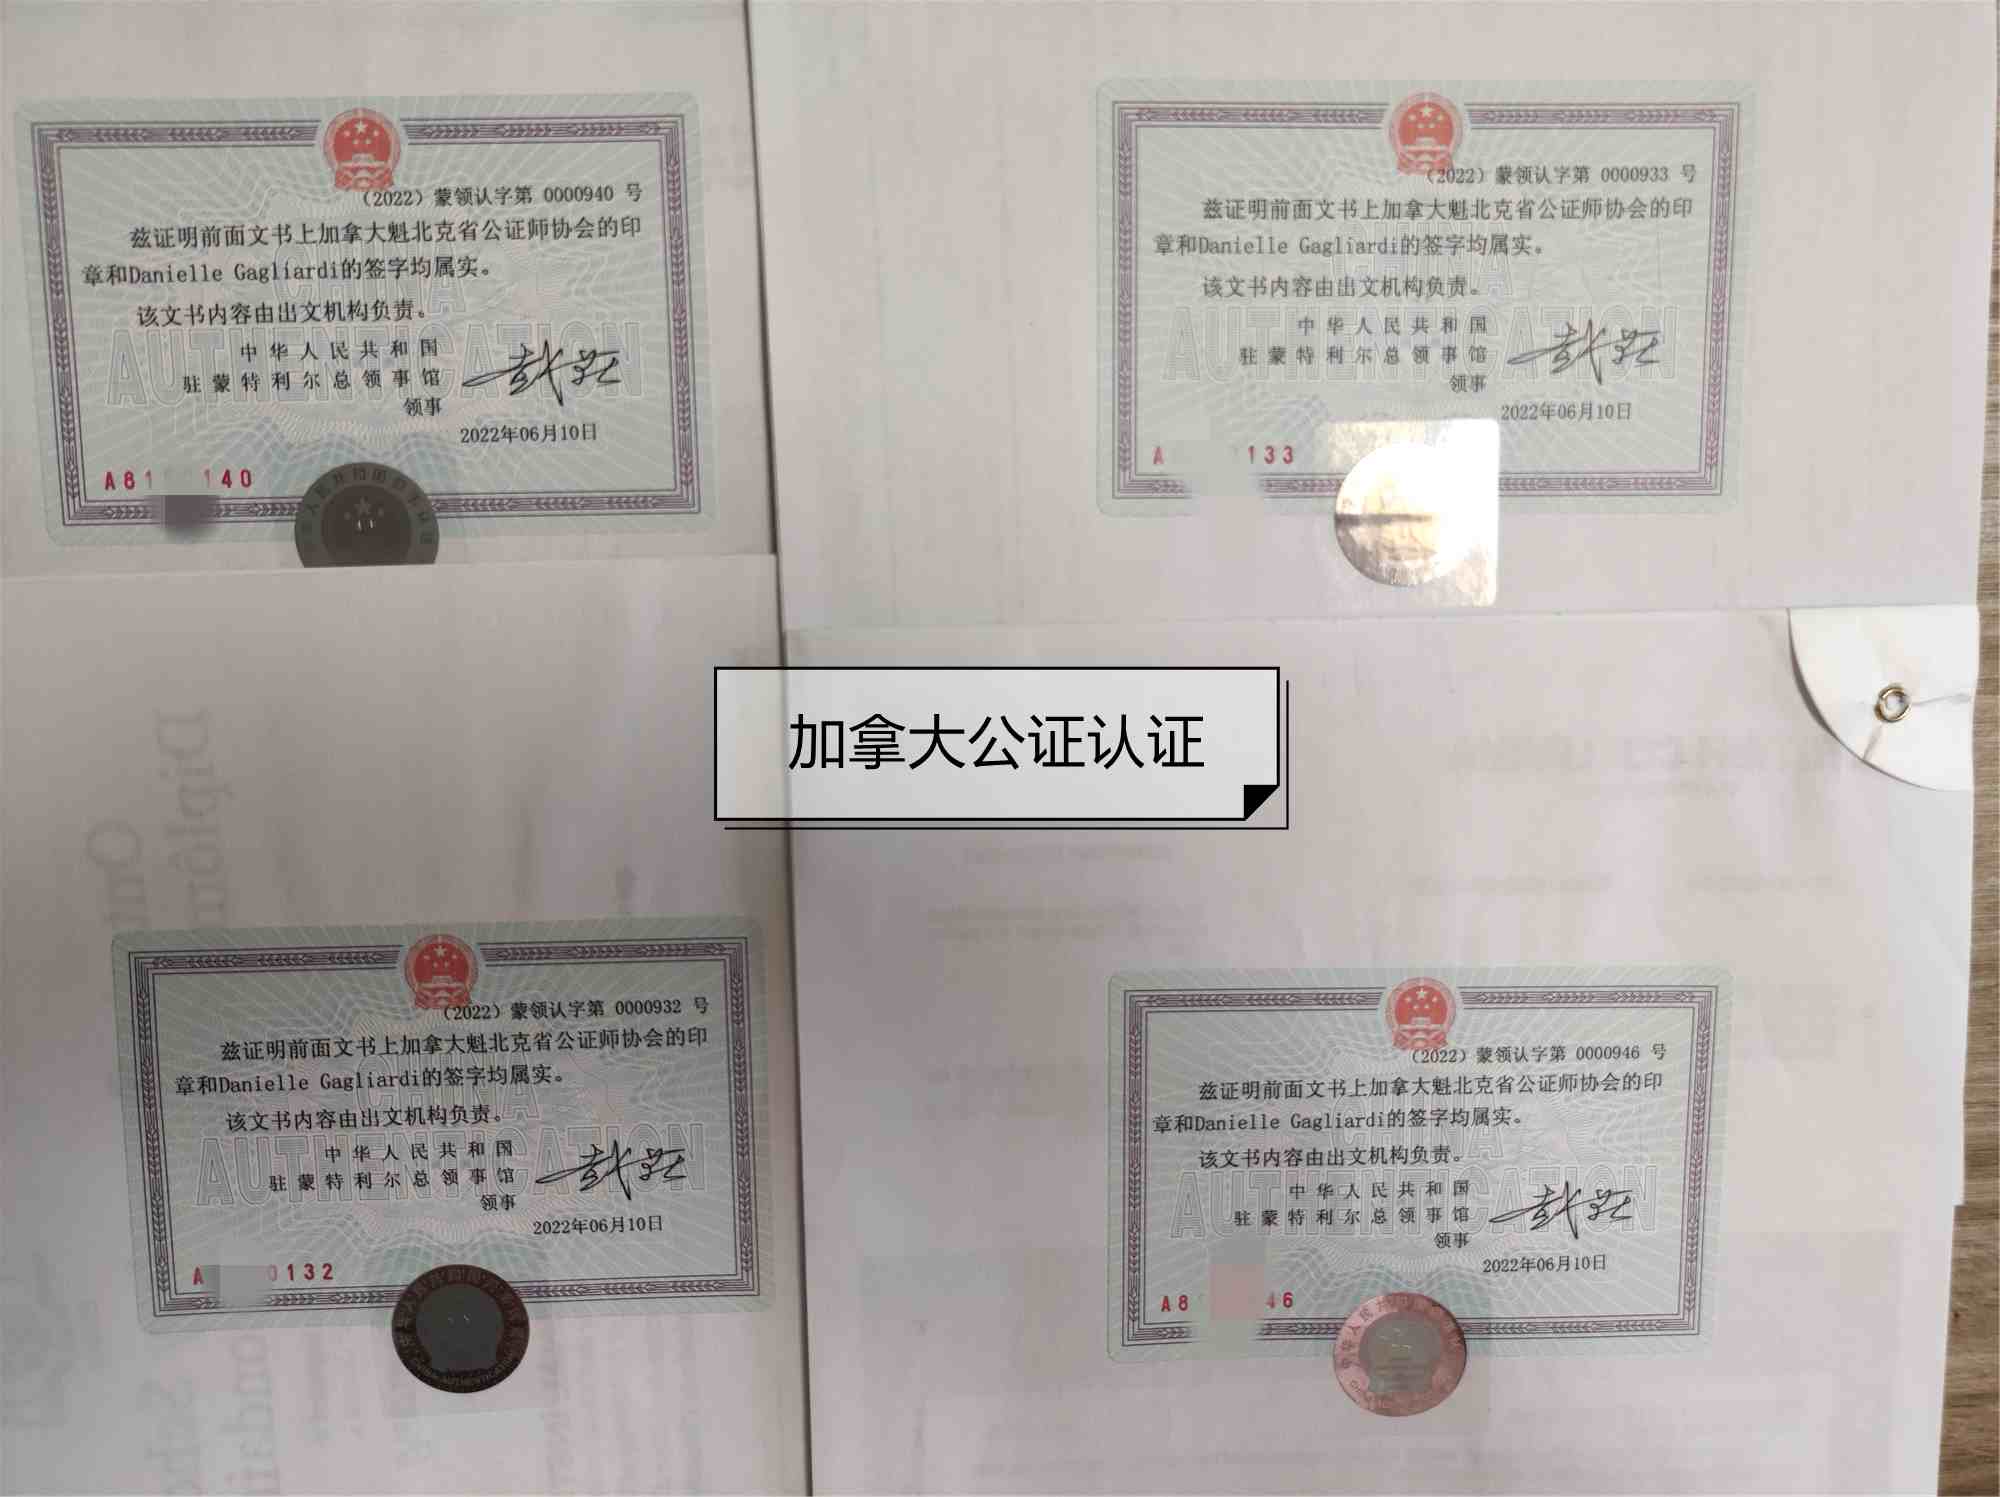 (2022) 蒙领认字第 0000940 号
兹证明前面文书上加拿大魁北克省公证师协会的印
章和Danielle Gagliardi的签字均属实。
该文书内容由出文机构负责。
中华人民共和国
驻蒙特利尔总领事馆
领事
2022年06月10日
A81 140
CHINA
AUTHENTICATION
(2022) 蒙领认字第 0000933 号
兹证明前面文书上加拿大魁北克省公证师协会的印
章和Danielle Gagliardi的签字均属实。
该文书内容由出文机构负责。
中华人民共和国
驻蒙特利尔总领事馆
领事
2022年06月10日
A 133
CHINA
AUTHENTICATION
加拿大公证认证
(2022) 蒙领认字第 0000932 号
兹证明前面文书上加拿大魁北克省公证师协会的印
章和Danielle Gagliardi的签字均属实。
该文书内容由出文机构负责。
中华人民共和国
驻蒙特利尔总领事馆
领事
2022年06月10日
A 0132
CHINA
AUTHENTICATION
(2022) 蒙领认字第 0000946 号
兹证明前面文书上加拿大魁北克省公证师协会的印
章和Danielle Gagliardi的签字均属实。
该文书内容由出文机构负责。
中华人民共和国
驻蒙特利尔总领事馆
领事
2022年06月10日
A8 46
CHINA
AUTHENTICATION